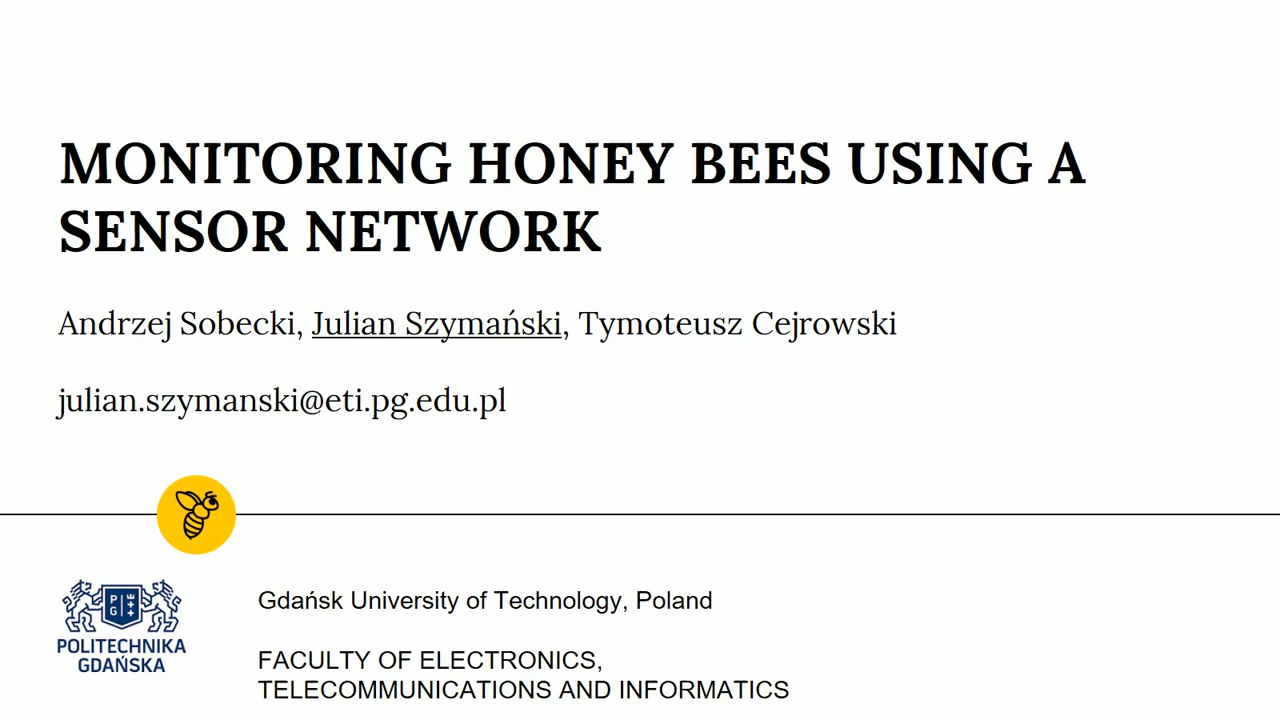 MONITORING HONEY BEES USING A
SENSOR NETWORK
Andrzej Sobecki, Julian Szymański, Tymoteusz Cejrowski
julian.szymanski@eti.pg.edu.pl
P
G
POLITECHNIKA
GDAŃSKA
Gdańsk University of Technology, Poland
FACULTY OF ELECTRONICS,
TELECOMMUNICATIONS AND INFORMATICS